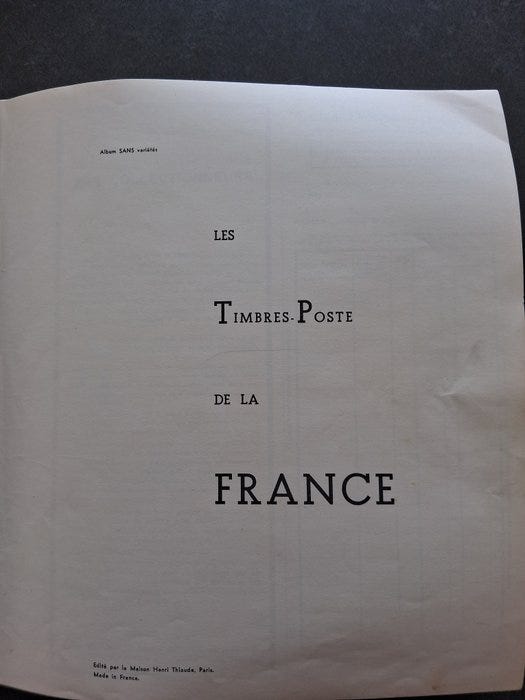 Album SANS variétés
LES
TIMBRES-POSTE
DE LA
FRANCE
Edité par la Maison Henri Thiaude, Paris.
Made in France.